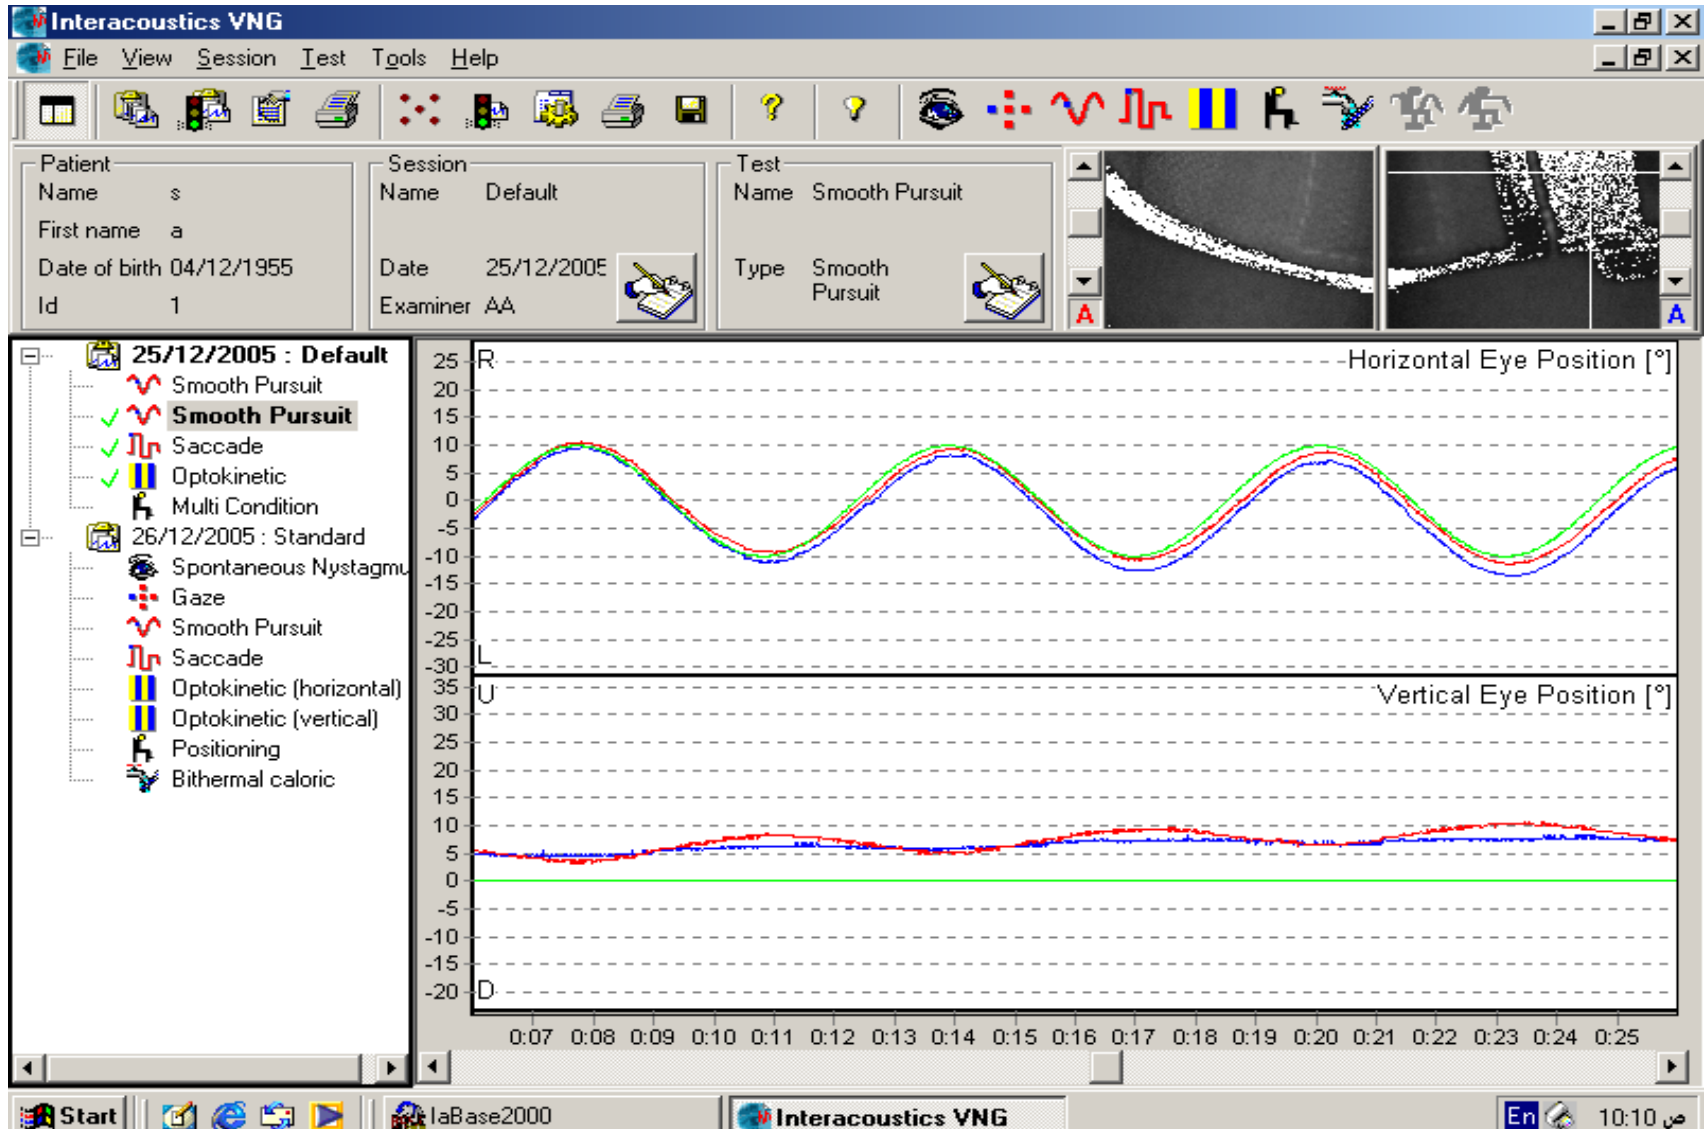 Interacoustics VNG
File View Session Test Tools Help
Patient
Name s
First name a
Date of birth 04/12/1955
Id 1
Session
Name Default
Date 25/12/2005
Examiner AA
Test
Name Smooth Pursuit
Type Smooth
Pursuit
A
A
25/12/2005 : Default
Smooth Pursuit
Smooth Pursuit
Saccade
Optokinetic
Multi Condition
26/12/2005 : Standard
Spontaneous Nystagmu
Gaze
Smooth Pursuit
Saccade
Optokinetic (horizontal)
Optokinetic (vertical)
Positioning
Bithermal caloric
R Horizontal Eye Position [°]
25
20
15
10
5
0
-5
-10
-15
-20
-25
-30
L
U Vertical Eye Position [°]
35
30
25
20
15
10
5
0
-5
-10
-15
-20
D
0:07 0:08 0:09 0:10 0:11 0:12 0:13 0:14 0:15 0:16 0:17 0:18 0:19 0:20 0:21 0:22 0:23 0:24 0:25
Start laBase2000 Interacoustics VNG En 10:10 ص